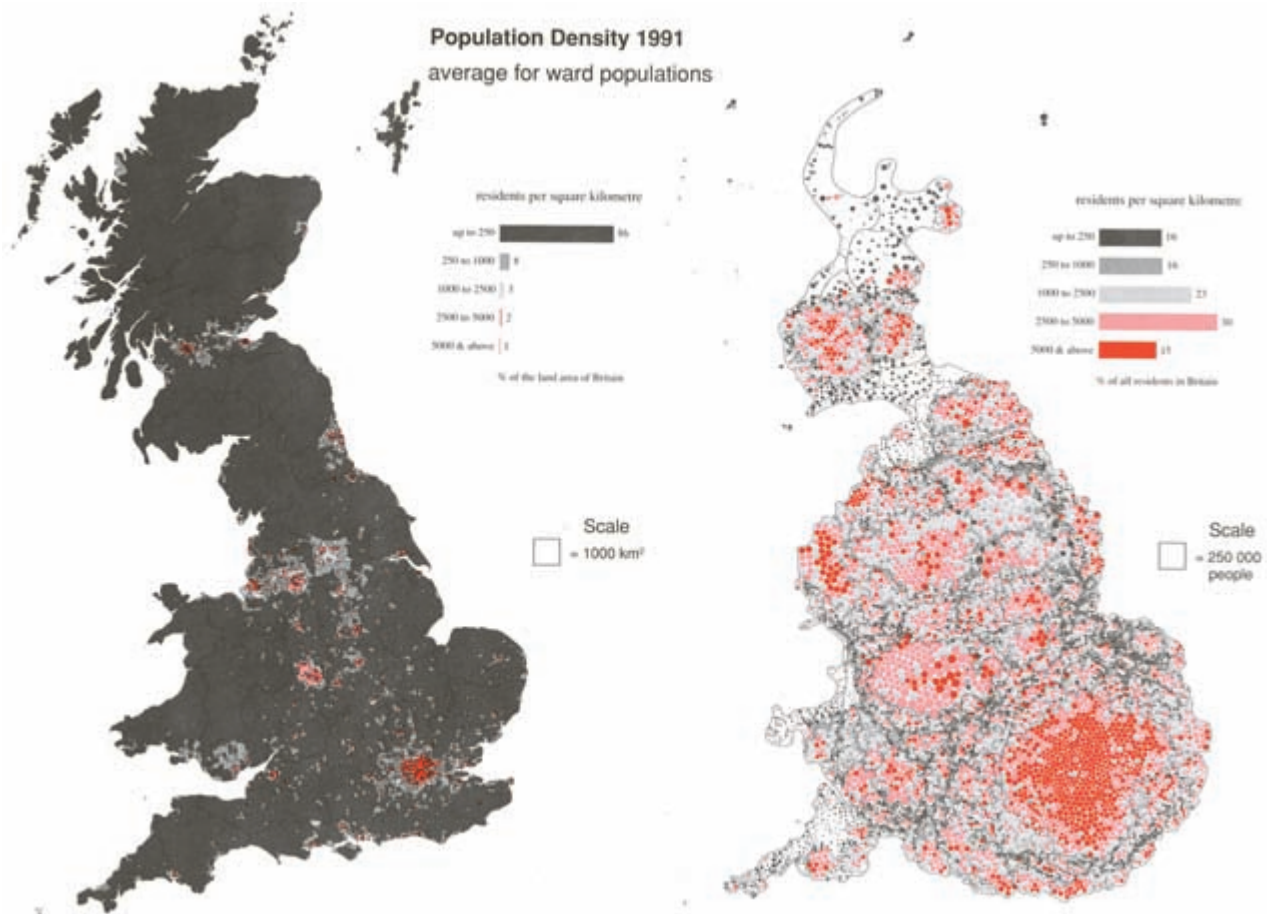 Population Density 1991
average for ward populations
residents per square kilometre
up to 250
250 to 1000 8
1000 to 2500 3
2500 to 5000 2
5000 & above 1
% of the land area of Britain
Scale
= 1000 km²
residents per square kilometre
up to 250 16
250 to 1000 16
1000 to 2500 23
2500 to 5000 30
5000 & above 15
% of all residents in Britain
Scale
= 250 000
people